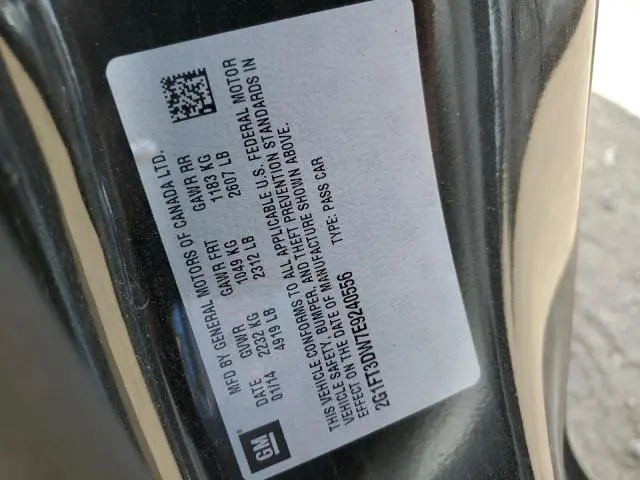 GM
MFD BY GENERAL MOTORS OF CANADA LTD.
DATE GVWR GAWR FRT GAWR RR
01/14 2232 KG 1049 KG 1183 KG
4919 LB 2312 LB 2607 LB
THIS VEHICLE CONFORMS TO ALL APPLICABLE U.S. FEDERAL MOTOR
VEHICLE SAFETY, BUMPER, AND THEFT PREVENTION STANDARDS IN
EFFECT ON THE DATE OF MANUFACTURE SHOWN ABOVE.
2G1FT3DW7E9240556 TYPE: PASS CAR